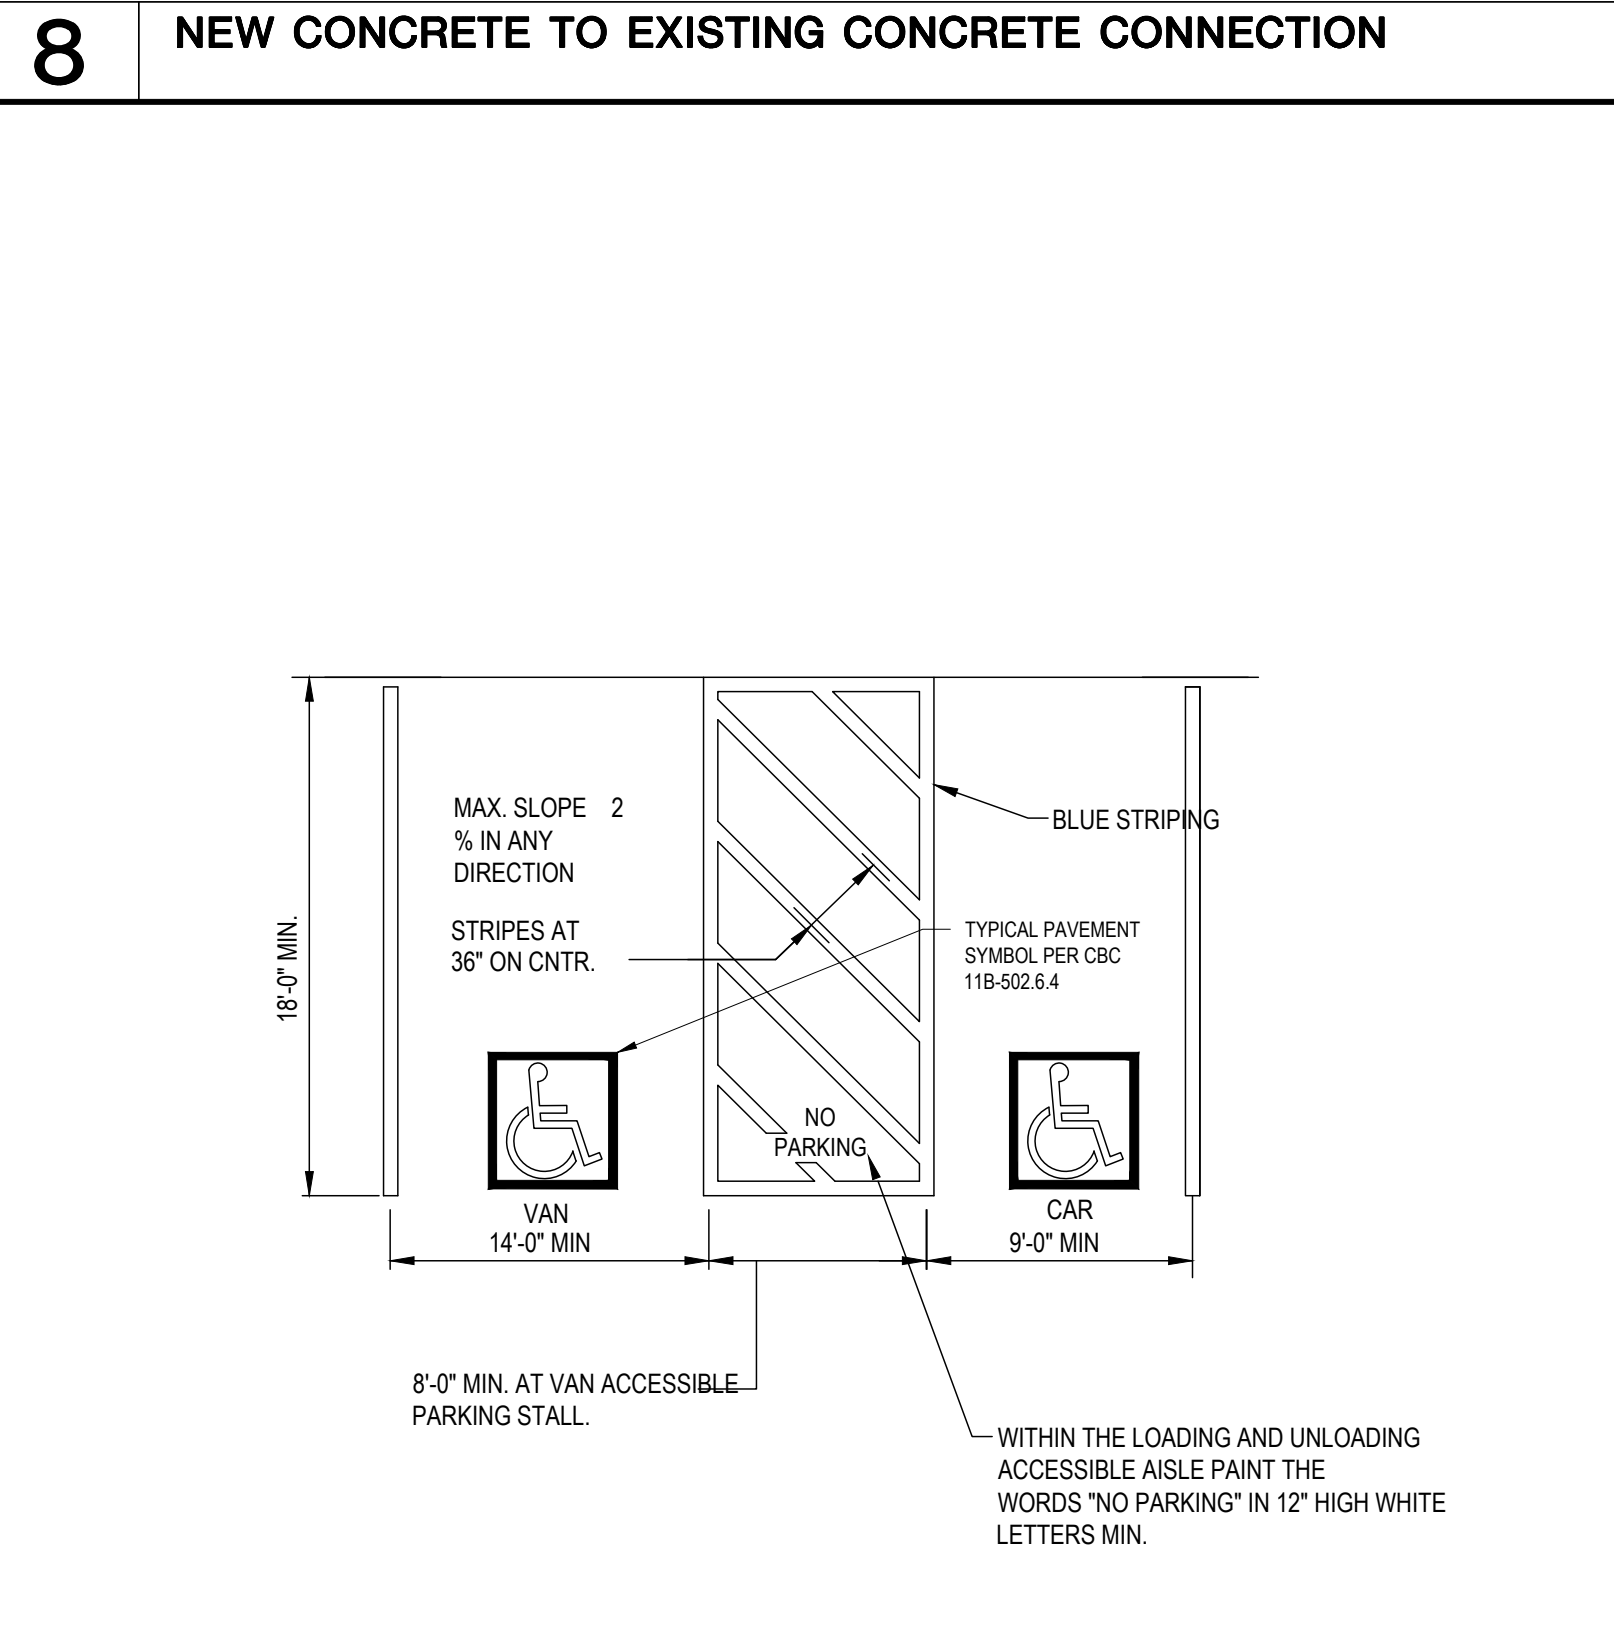 8
NEW CONCRETE TO EXISTING CONCRETE CONNECTION
MAX. SLOPE 2
% IN ANY
DIRECTION
BLUE STRIPING
STRIPES AT
36" ON CNTR.
TYPICAL PAVEMENT
SYMBOL PER CBC
11B-502.6.4
18'-0" MIN.
NO
PARKING
VAN
14'-0" MIN
CAR
9'-0" MIN
8'-0" MIN. AT VAN ACCESSIBLE
PARKING STALL.
WITHIN THE LOADING AND UNLOADING
ACCESSIBLE AISLE PAINT THE
WORDS "NO PARKING" IN 12" HIGH WHITE
LETTERS MIN.